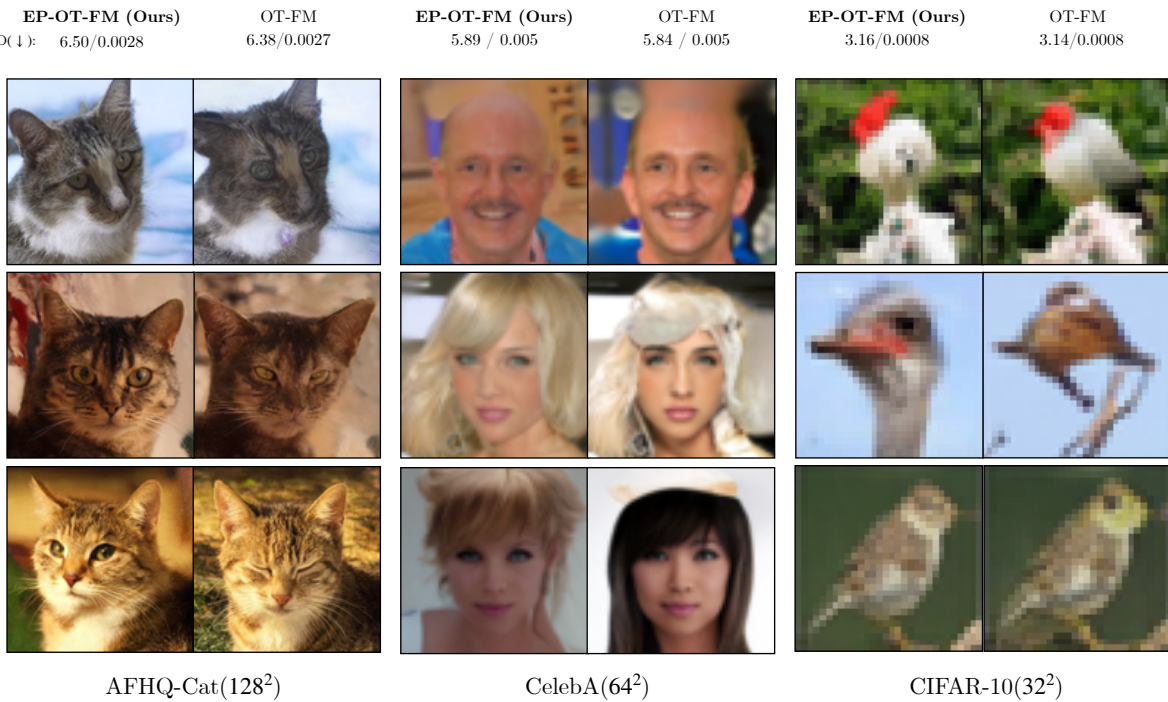 EP-OT-FM (Ours) OT-FM EP-OT-FM (Ours) OT-FM EP-OT-FM (Ours) OT-FM
(↓): 6.50/0.0028 6.38/0.0027 5.89 / 0.005 5.84 / 0.005 3.16/0.0008 3.14/0.0008
AFHQ-Cat(128²) CelebA(64²) CIFAR-10(32²)